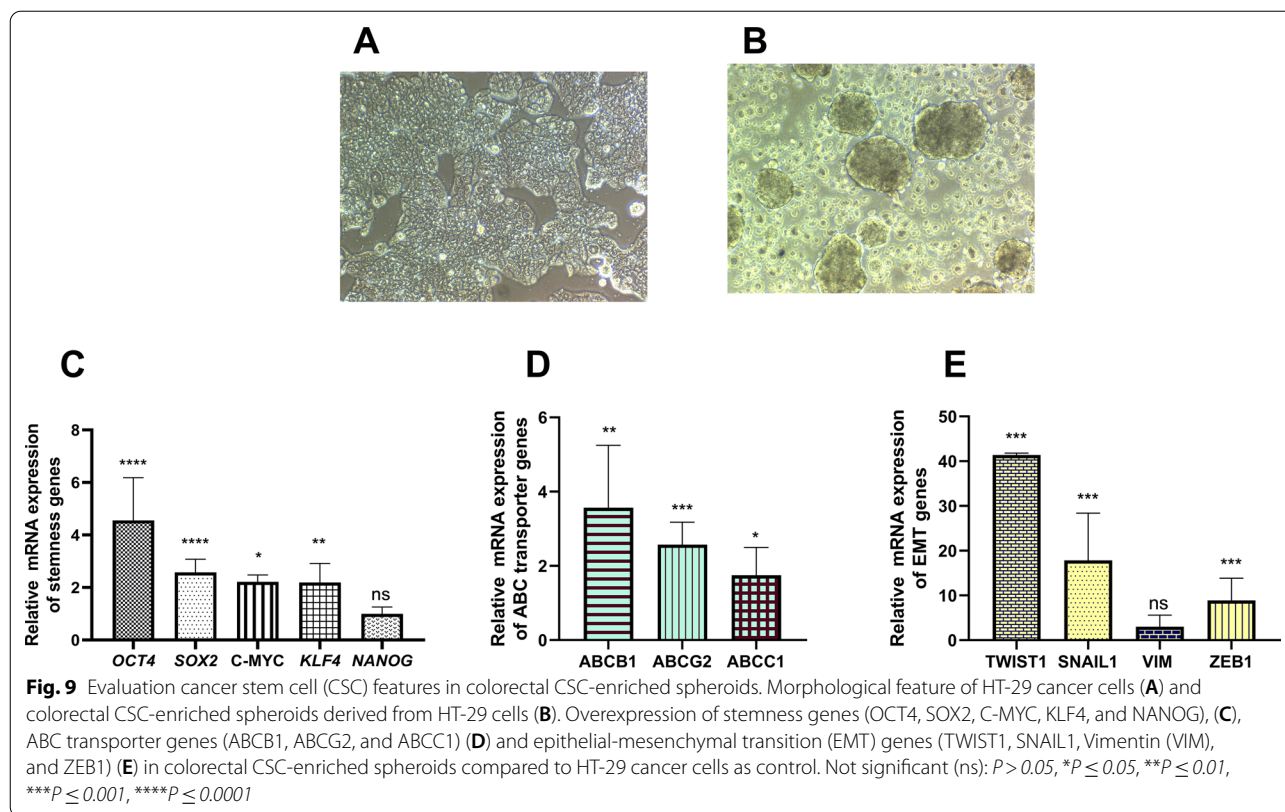 A
B
C
D
E
Relative mRNA expression
of stemness genes
8
6
4
2
0
****
****
*
**
ns
OCT4 SOX2 C-MYC KLF4 NANOG
Relative mRNA expression
of ABC transporter genes
6
4
2
0
**
***
*
ABCB1 ABCG2 ABCC1
Relative mRNA expression
of EMT genes
50
40
30
20
10
0
***
***
ns
***
TWIST1 SNAIL1 VIM ZEB1
Fig. 9 Evaluation cancer stem cell (CSC) features in colorectal CSC-enriched spheroids. Morphological feature of HT-29 cancer cells (A) and
colorectal CSC-enriched spheroids derived from HT-29 cells (B). Overexpression of stemness genes (OCT4, SOX2, C-MYC, KLF4, and NANOG), (C),
ABC transporter genes (ABCB1, ABCG2, and ABCC1) (D) and epithelial-mesenchymal transition (EMT) genes (TWIST1, SNAIL1, Vimentin (VIM),
and ZEB1) (E) in colorectal CSC-enriched spheroids compared to HT-29 cancer cells as control. Not significant (ns): P > 0.05, *P ≤ 0.05, **P ≤ 0.01,
***P ≤ 0.001, ****P ≤ 0.0001